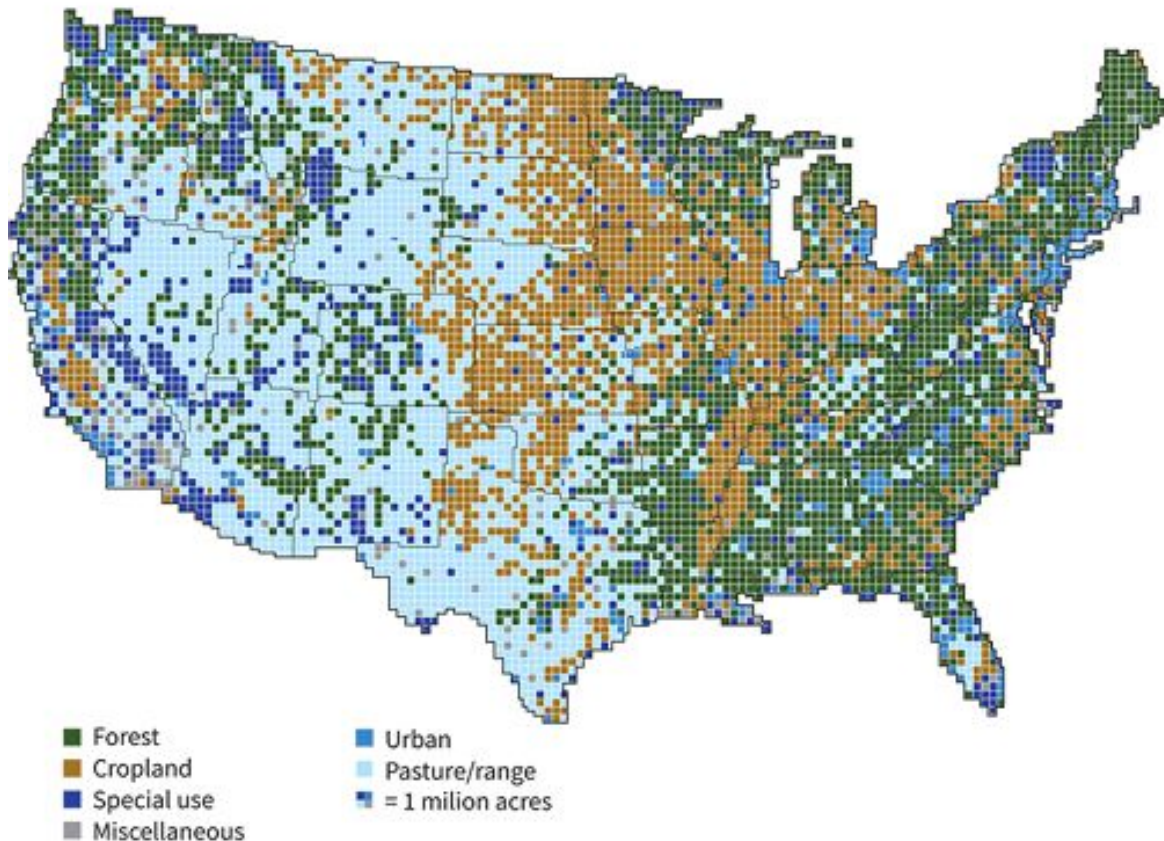 Forest
Cropland
Special use
Miscellaneous
Urban
Pasture/range
= 1 milion acres